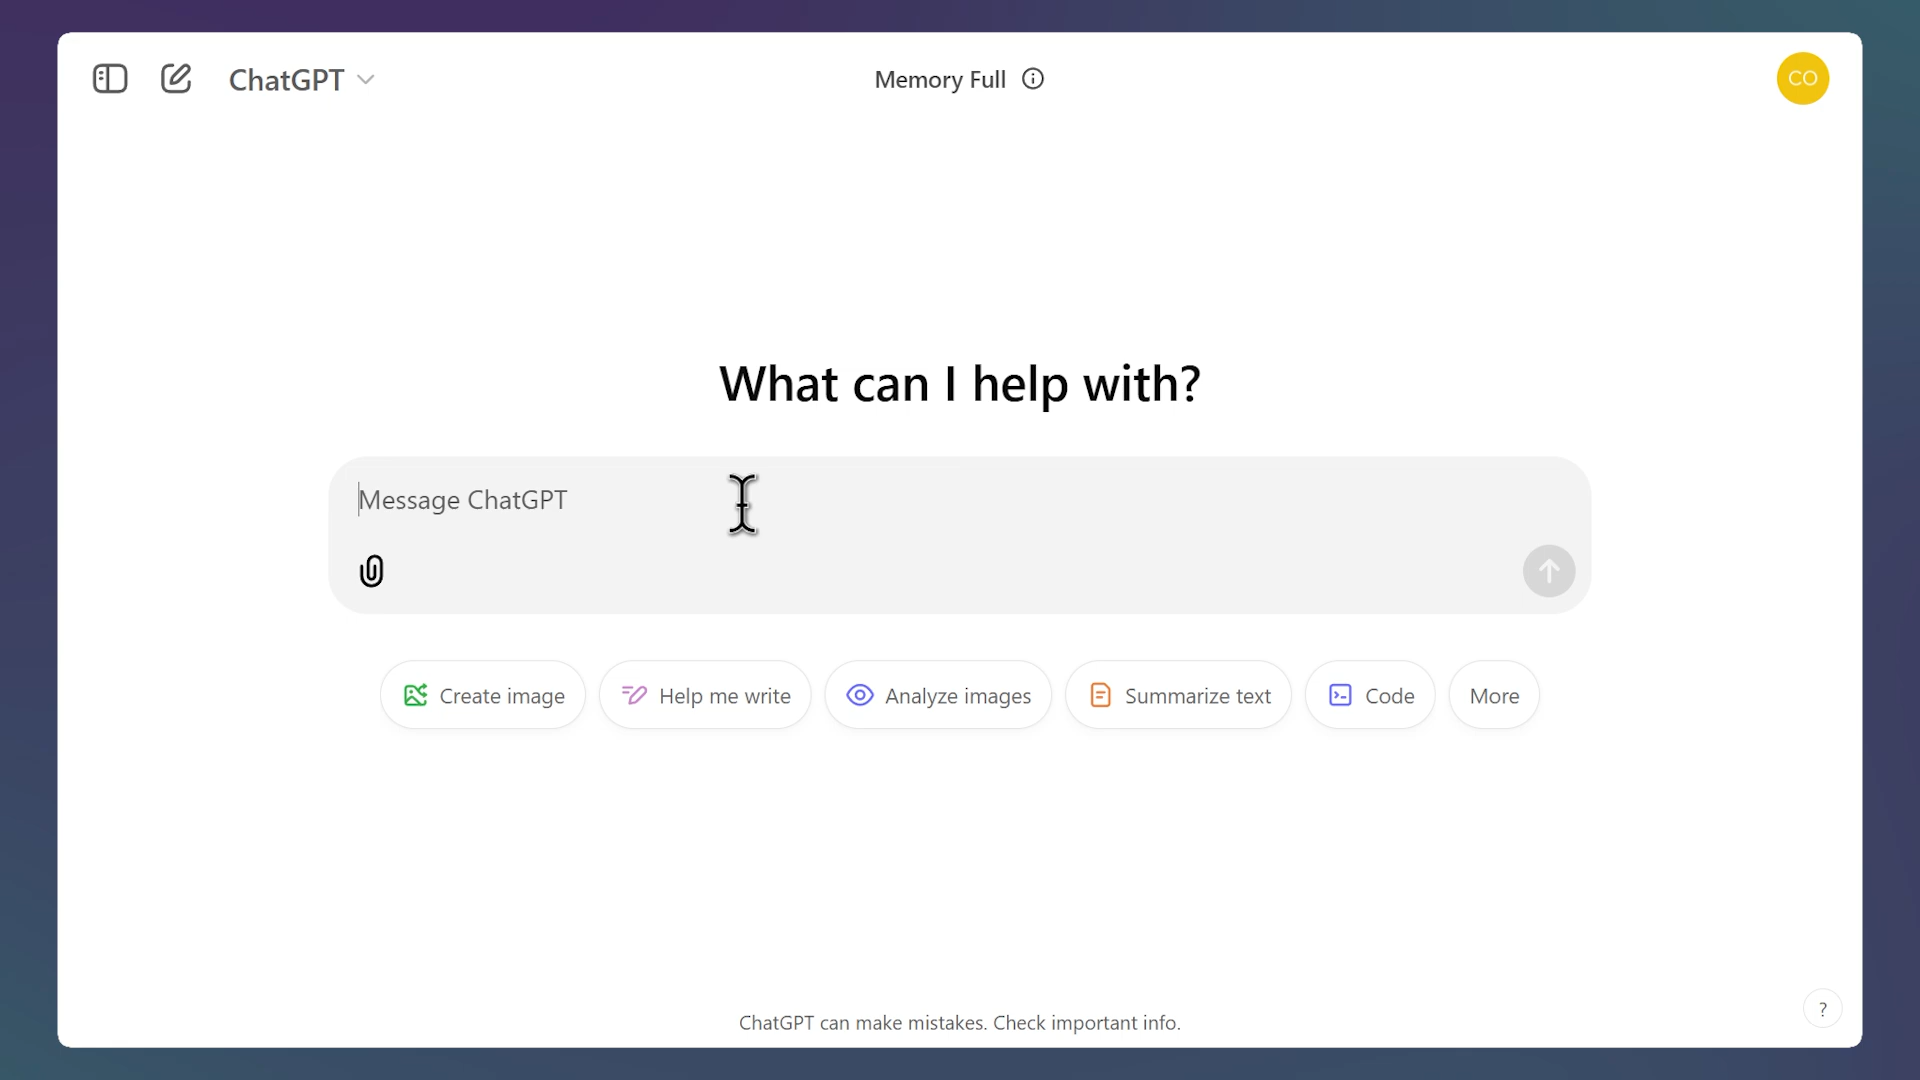 ChatGPT
Memory Full
CO
What can I help with?
Message ChatGPT
Create image
Help me write
Analyze images
Summarize text
Code
More
ChatGPT can make mistakes. Check important info.
?